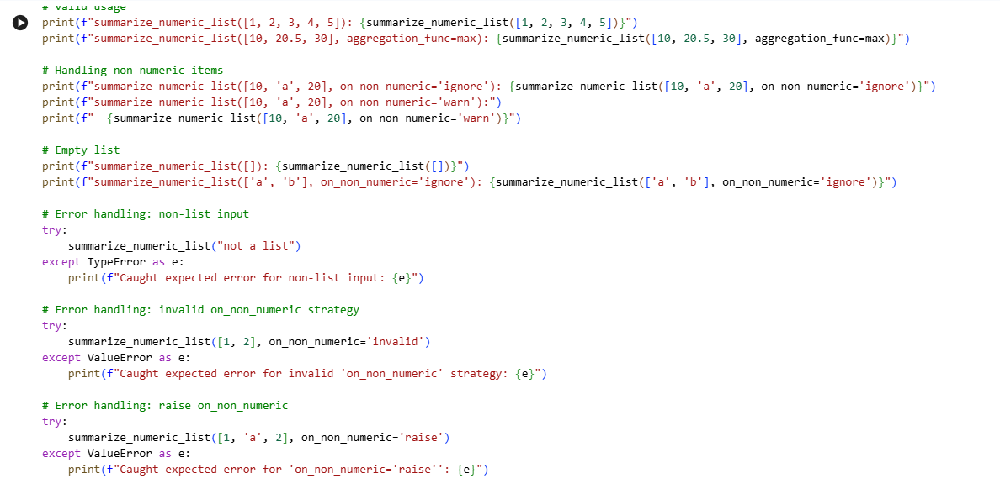 # Valid usage
print(f"summarize_numeric_list([1, 2, 3, 4, 5]): {summarize_numeric_list([1, 2, 3, 4, 5])}")
print(f"summarize_numeric_list([10, 20.5, 30], aggregation_func=max): {summarize_numeric_list([10, 20.5, 30], aggregation_func=max)}")

# Handling non-numeric items
print(f"summarize_numeric_list([10, 'a', 20], on_non_numeric='ignore'): {summarize_numeric_list([10, 'a', 20], on_non_numeric='ignore')}")
print(f"summarize_numeric_list([10, 'a', 20], on_non_numeric='warn'):")
print(f"  {summarize_numeric_list([10, 'a', 20], on_non_numeric='warn')}")

# Empty list
print(f"summarize_numeric_list([]): {summarize_numeric_list([])}")
print(f"summarize_numeric_list(['a', 'b'], on_non_numeric='ignore'): {summarize_numeric_list(['a', 'b'], on_non_numeric='ignore')}")

# Error handling: non-list input
try:
    summarize_numeric_list("not a list")
except TypeError as e:
    print(f"Caught expected error for non-list input: {e}")

# Error handling: invalid on_non_numeric strategy
try:
    summarize_numeric_list([1, 2], on_non_numeric='invalid')
except ValueError as e:
    print(f"Caught expected error for invalid 'on_non_numeric' strategy: {e}")

# Error handling: raise on_non_numeric
try:
    summarize_numeric_list([1, 'a', 2], on_non_numeric='raise')
except ValueError as e:
    print(f"Caught expected error for 'on_non_numeric='raise'': {e}")